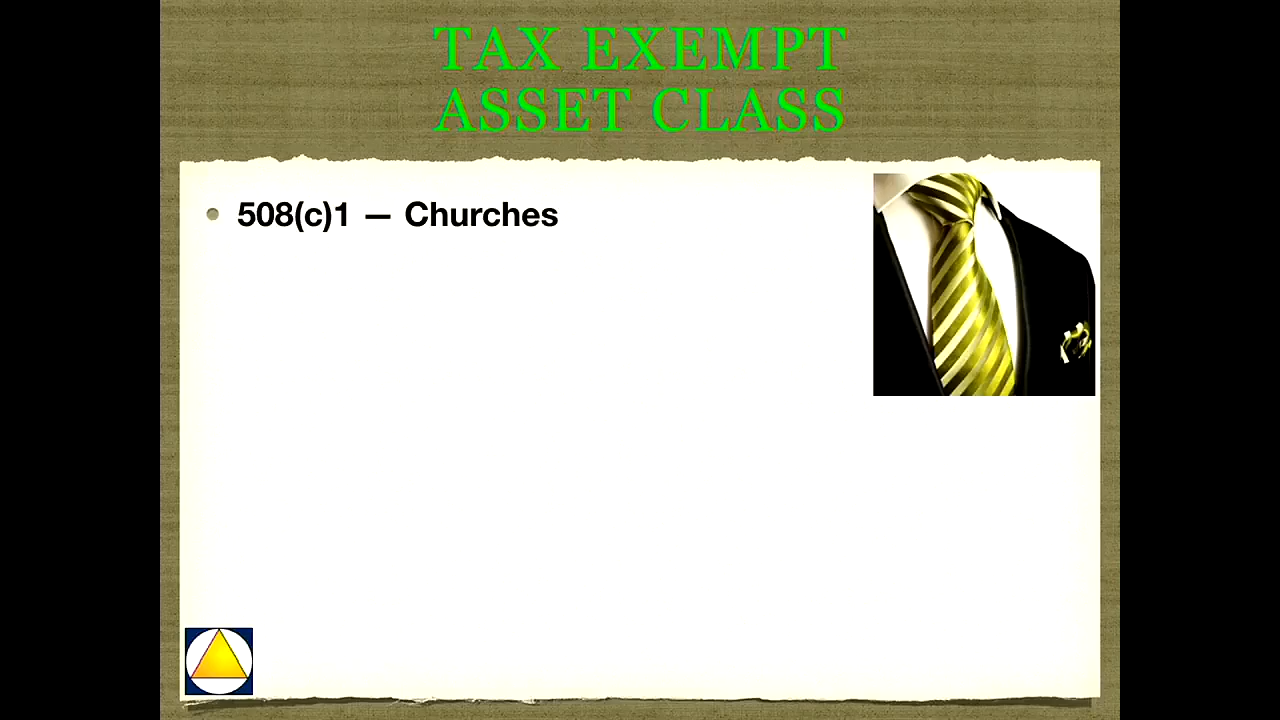 TAX EXEMPT
ASSET CLASS
508(c)1 — Churches